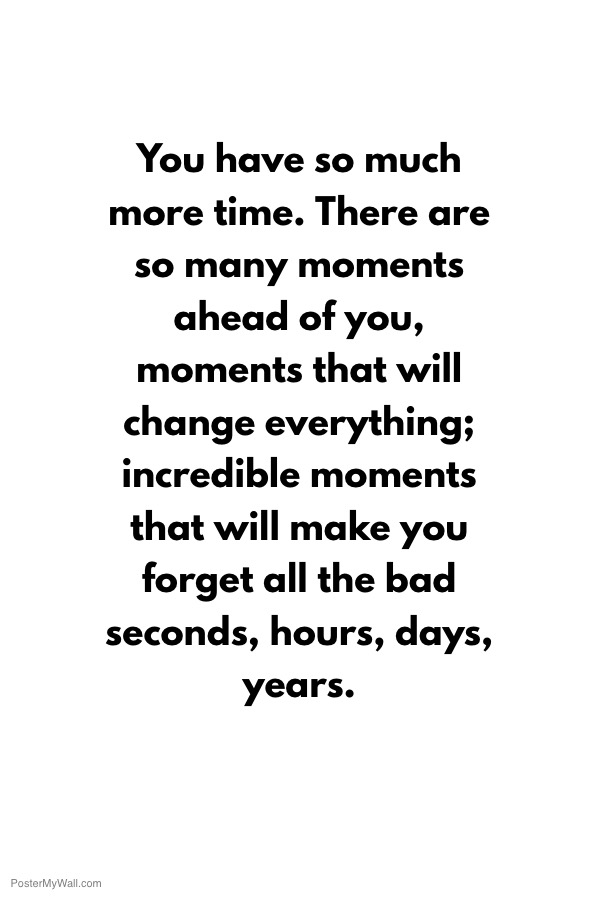 You have so much
more time. There are
so many moments
ahead of you,
moments that will
change everything;
incredible moments
that will make you
forget all the bad
seconds, hours, days,
years.
PosterMyWall.com